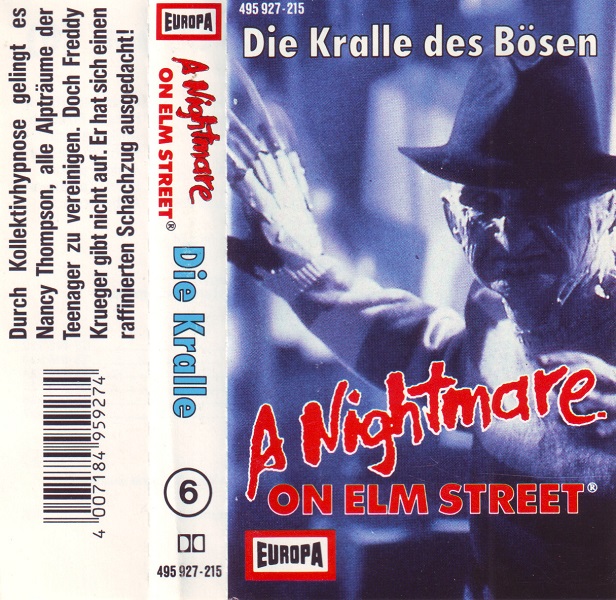 Durch Kollektivhypnose gelingt es
Nancy Thompson, alle Alpträume der
Teenager zu vereinigen. Doch Freddy
Krueger gibt nicht auf. Er hat sich einen
raffinierten Schachzug ausgedacht!
4 007184 959274
EUROPA
A Nightmare
ON ELM STREET®
Die Kralle
6
495 927-215
495 927-215
Die Kralle des Bösen
A Nightmare
ON ELM STREET®
EUROPA